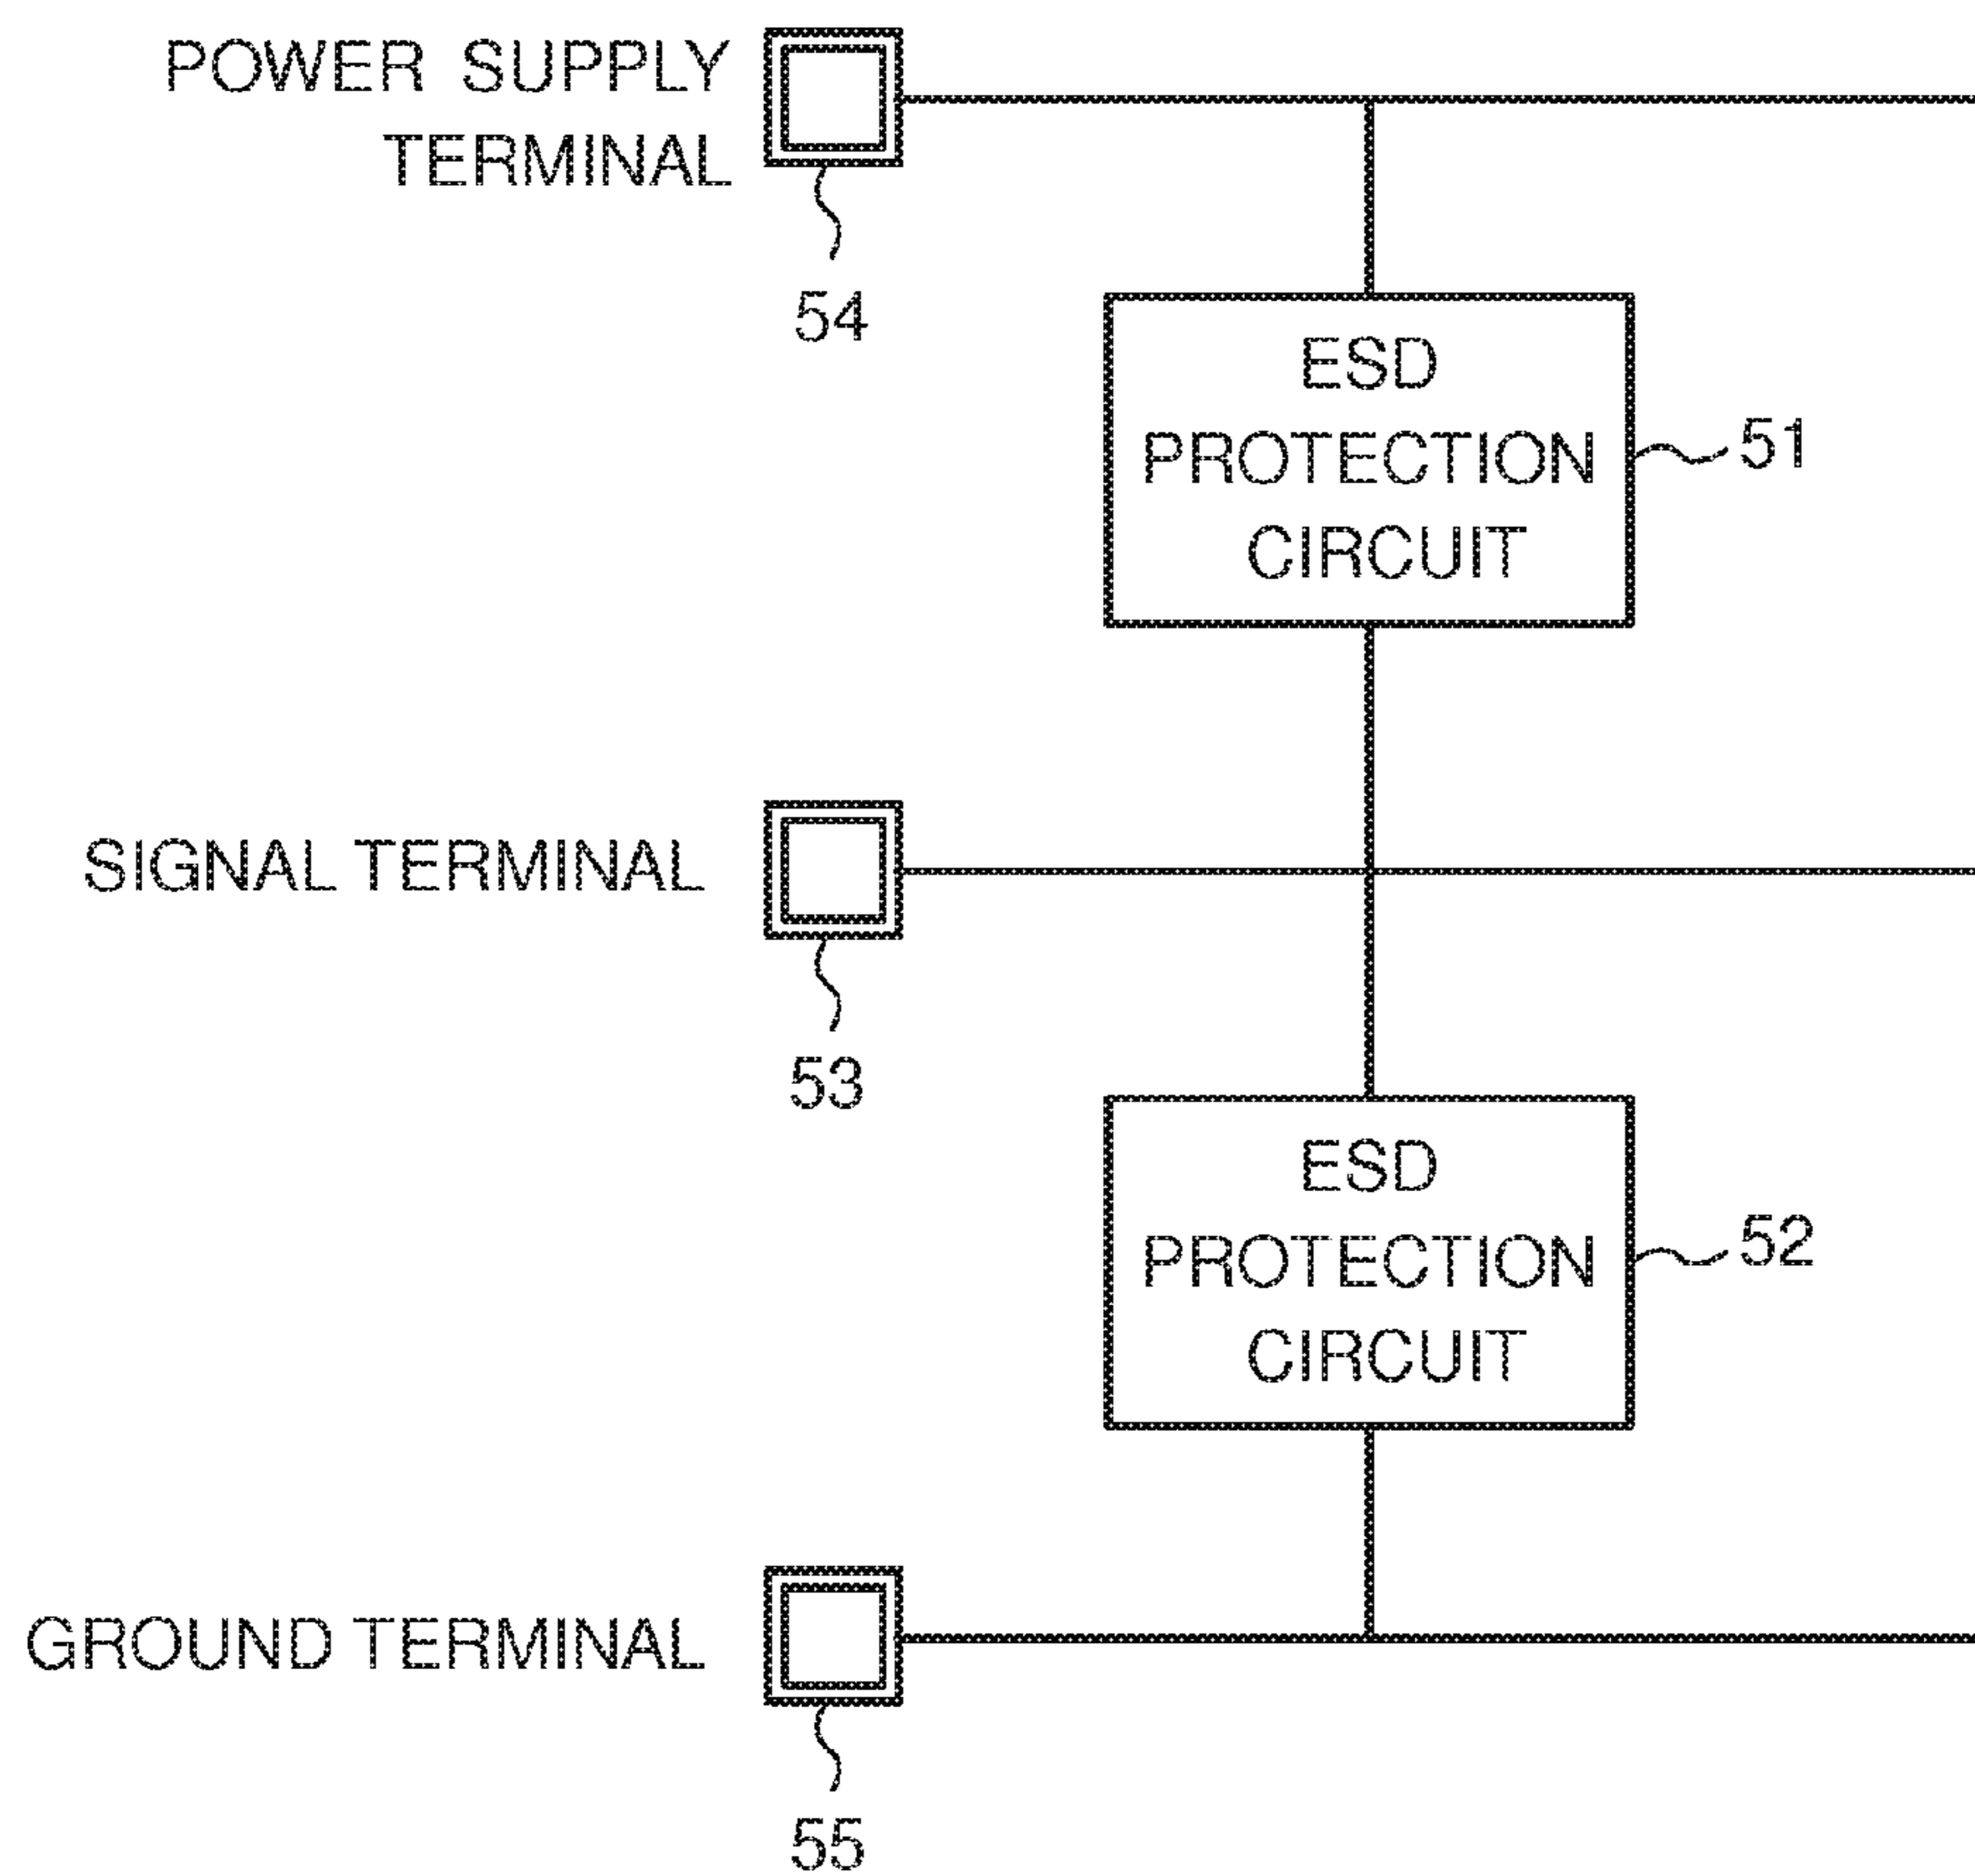 POWER SUPPLY
TERMINAL
54
ESD
PROTECTION
CIRCUIT
51
SIGNAL TERMINAL
53
ESD
PROTECTION
CIRCUIT
52
GROUND TERMINAL
55